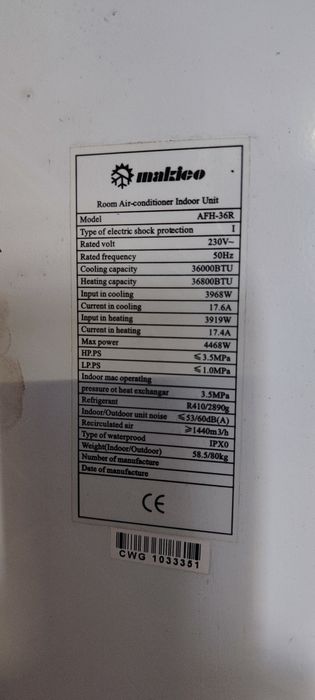 makico
Room Air-conditioner Indoor Unit
Model AFH-36R
Type of electric shock protection I
Rated volt 230V~
Rated frequency 50Hz
Cooling capacity 36000BTU
Heating capacity 36800BTU
Input in cooling 3968W
Current in cooling 17.6A
Input in heating 3919W
Current in heating 17.4A
Max power 4468W
HP.PS ≤3.5MPa
LP.PS ≤1.0MPa
Indoor mac operating
pressure ot heat exchangar 3.5MPa
Refrigerant R410/2890g
Indoor/Outdoor unit noise ≤53/60dB(A)
Recirculated air ≥1440m3/h
Type of waterprood IPX0
Weight(Indoor/Outdoor) 58.5/80kg
Number of manufacture
Date of manufacture
CE
CWG 1033351